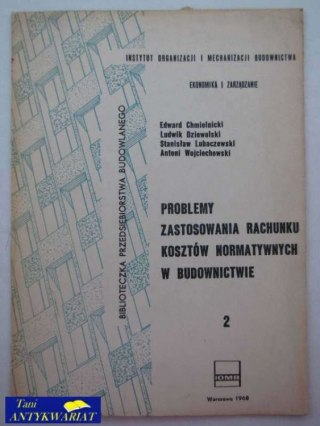 INSTYTUT ORGANIZACJI I MECHANIZACJI BUDOWNICTWA
EKONOMIKA I ZARZĄDZANIE
Edward Chmielnicki
Ludwik Dziewolski
Stanisław Lukaczewski
Antoni Wojciechowski
BIBLIOTECZKA PRZEDSIĘBIORSTWA BUDOWLANEGO
PROBLEMY
ZASTOSOWANIA RACHUNKU
KOSZTÓW NORMATYWNYCH
W BUDOWNICTWIE
2
IOMB
Warszawa 1968
Tani
ANTYKWARIAT